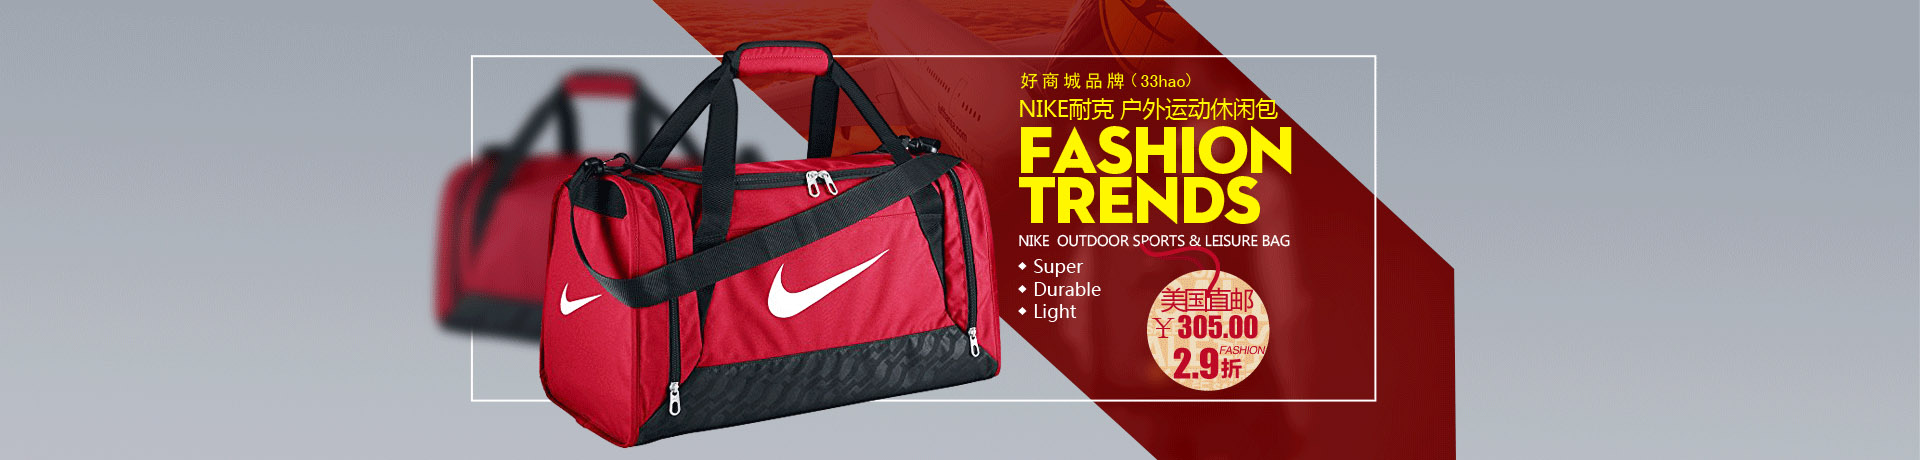 好商城品牌（33hao）
NIKE耐克 户外运动休闲包
FASHION
TRENDS
NIKE OUTDOOR SPORTS & LEISURE BAG
Super
Durable
Light
美国直邮
￥305.00
FASHION
2.9折